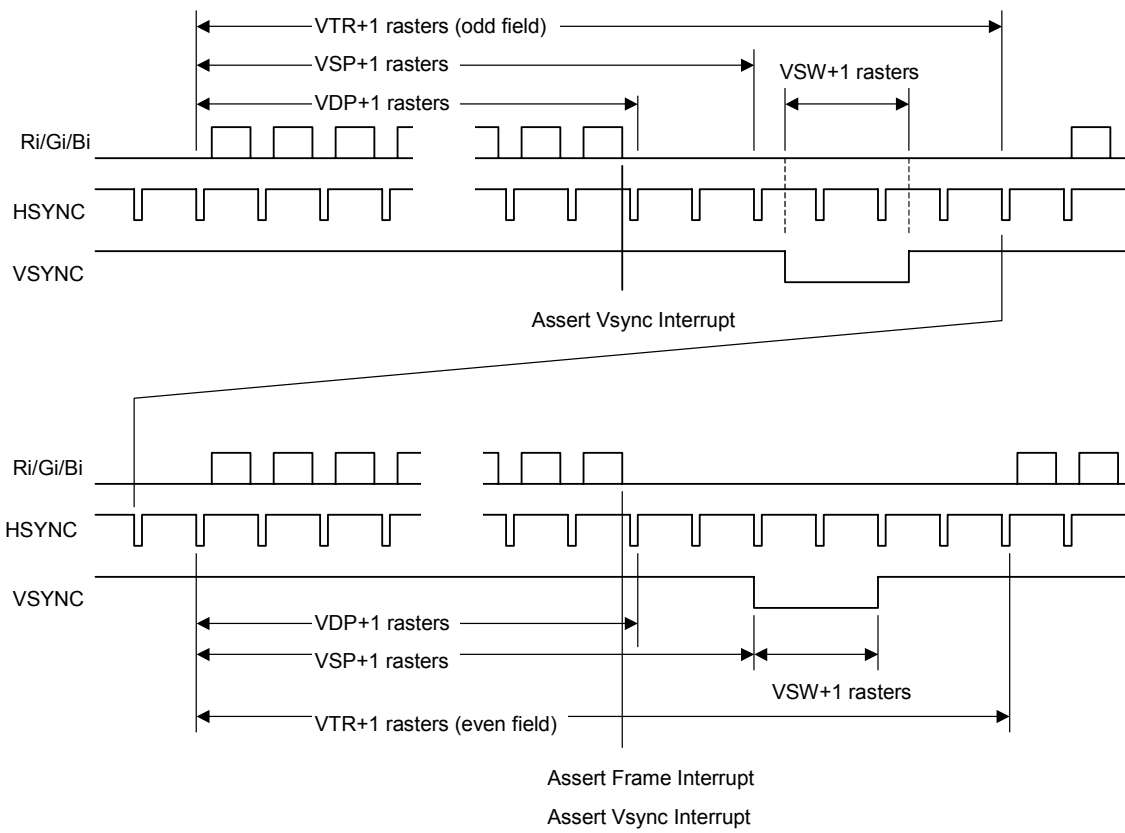 VTR+1 rasters (odd field)
VSP+1 rasters
VSW+1 rasters
VDP+1 rasters
Ri/Gi/Bi
HSYNC
VSYNC
Assert Vsync Interrupt
Ri/Gi/Bi
HSYNC
VSYNC
VDP+1 rasters
VSP+1 rasters
VSW+1 rasters
VTR+1 rasters (even field)
Assert Frame Interrupt
Assert Vsync Interrupt